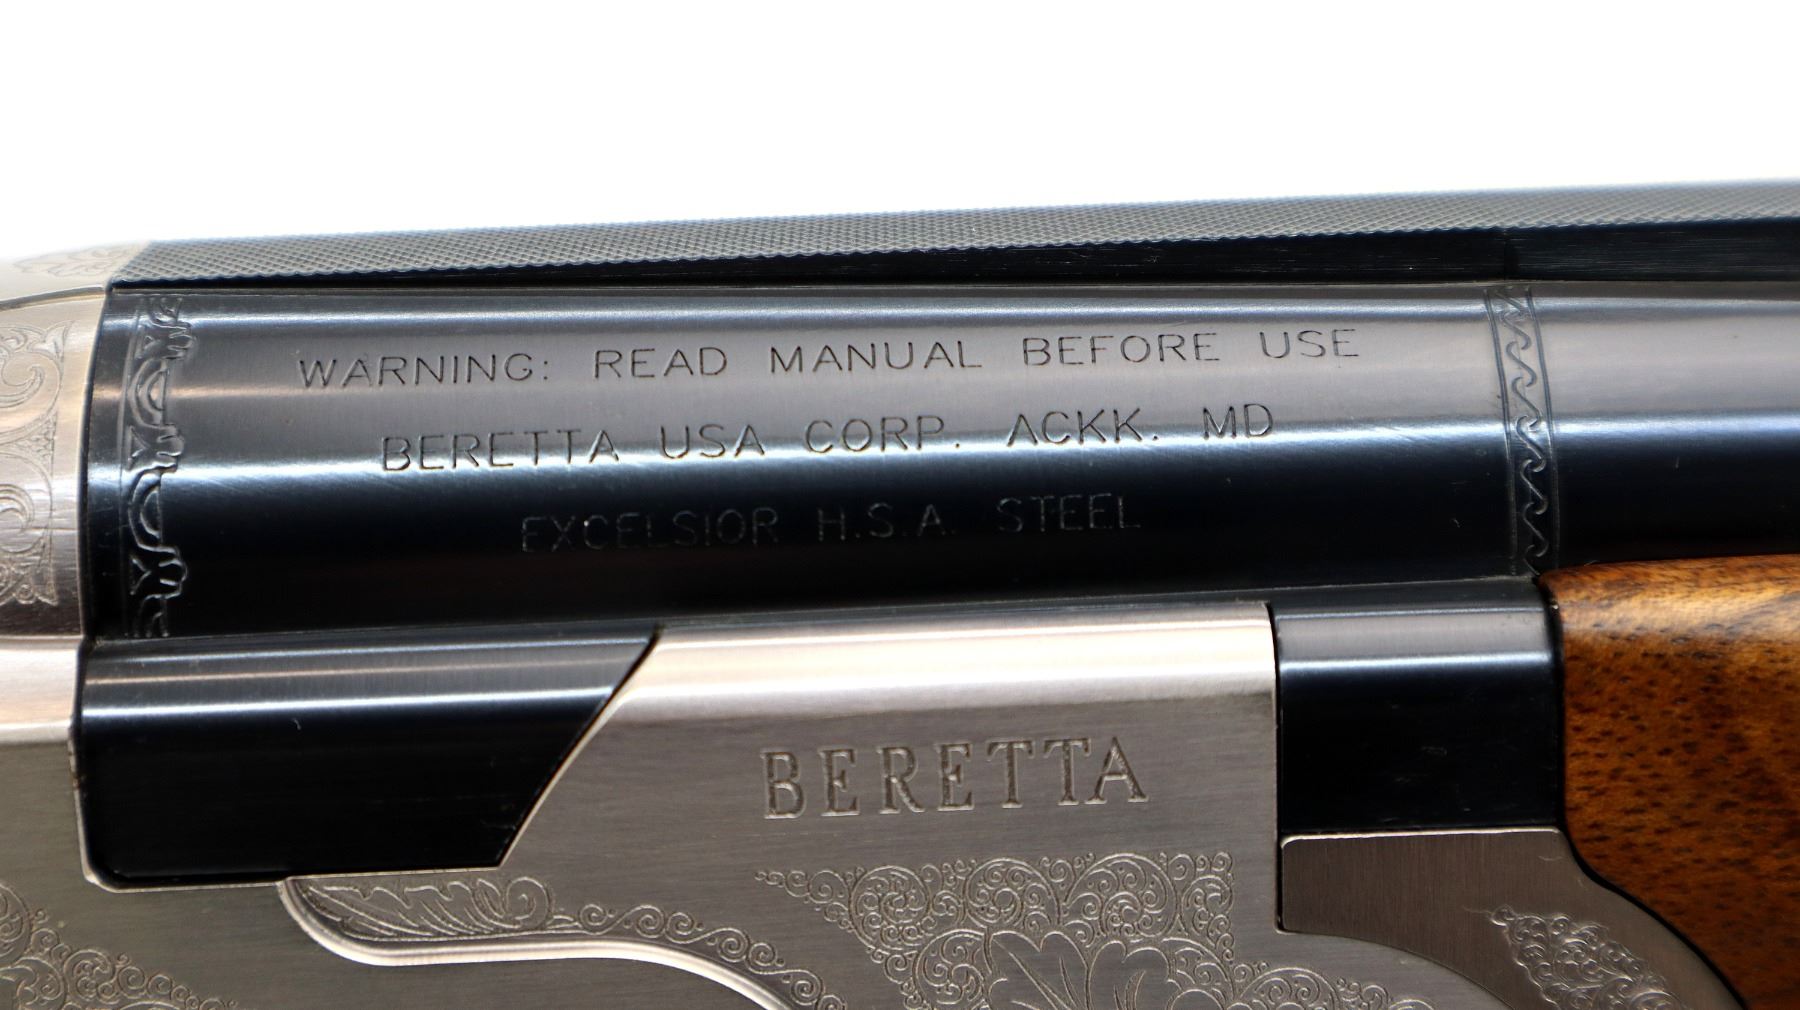 WARNING: READ MANUAL BEFORE USE
BERETTA USA CORP. ACKK. MD
EXCELSIOR H.S.A. STEEL
BERETTA